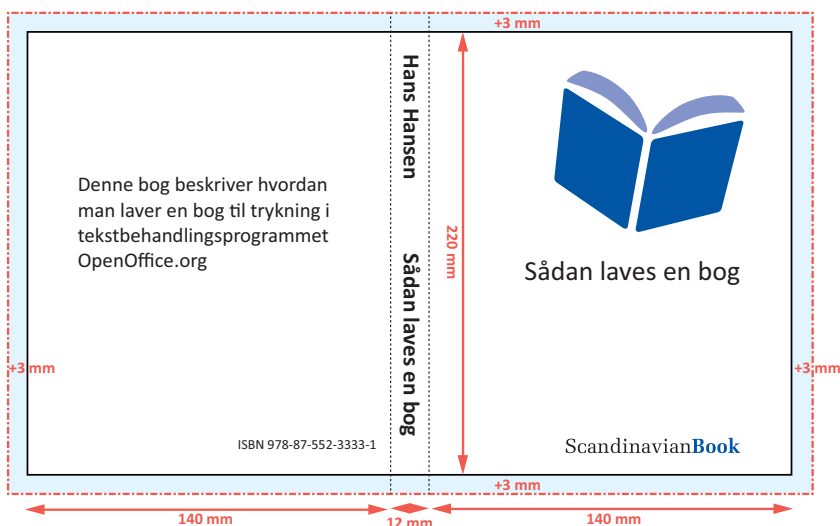 +3 mm
Denne bog beskriver hvordan
man laver en bog til trykning i
tekstbehandlingsprogrammet
OpenOffice.org
ISBN 978-87-552-3333-1
Hans Hansen
Sådan laves en bog
220 mm
Sådan laves en bog
ScandinavianBook
+3 mm
+3 mm
+3 mm
140 mm
12 mm
140 mm